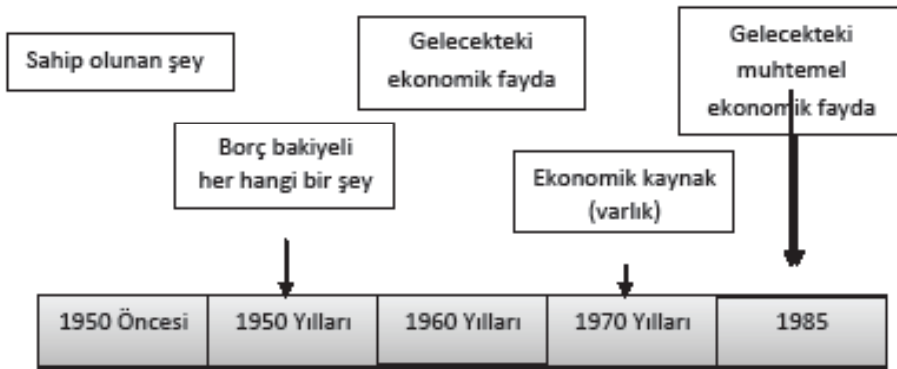 Sahip olunan şey
Borç bakiyeli
her hangi bir şey
Gelecekteki
ekonomik fayda
Ekonomik kaynak
(varlık)
Gelecekteki
muhtemel
ekonomik fayda
1950 Öncesi
1950 Yılları
1960 Yılları
1970 Yılları
1985